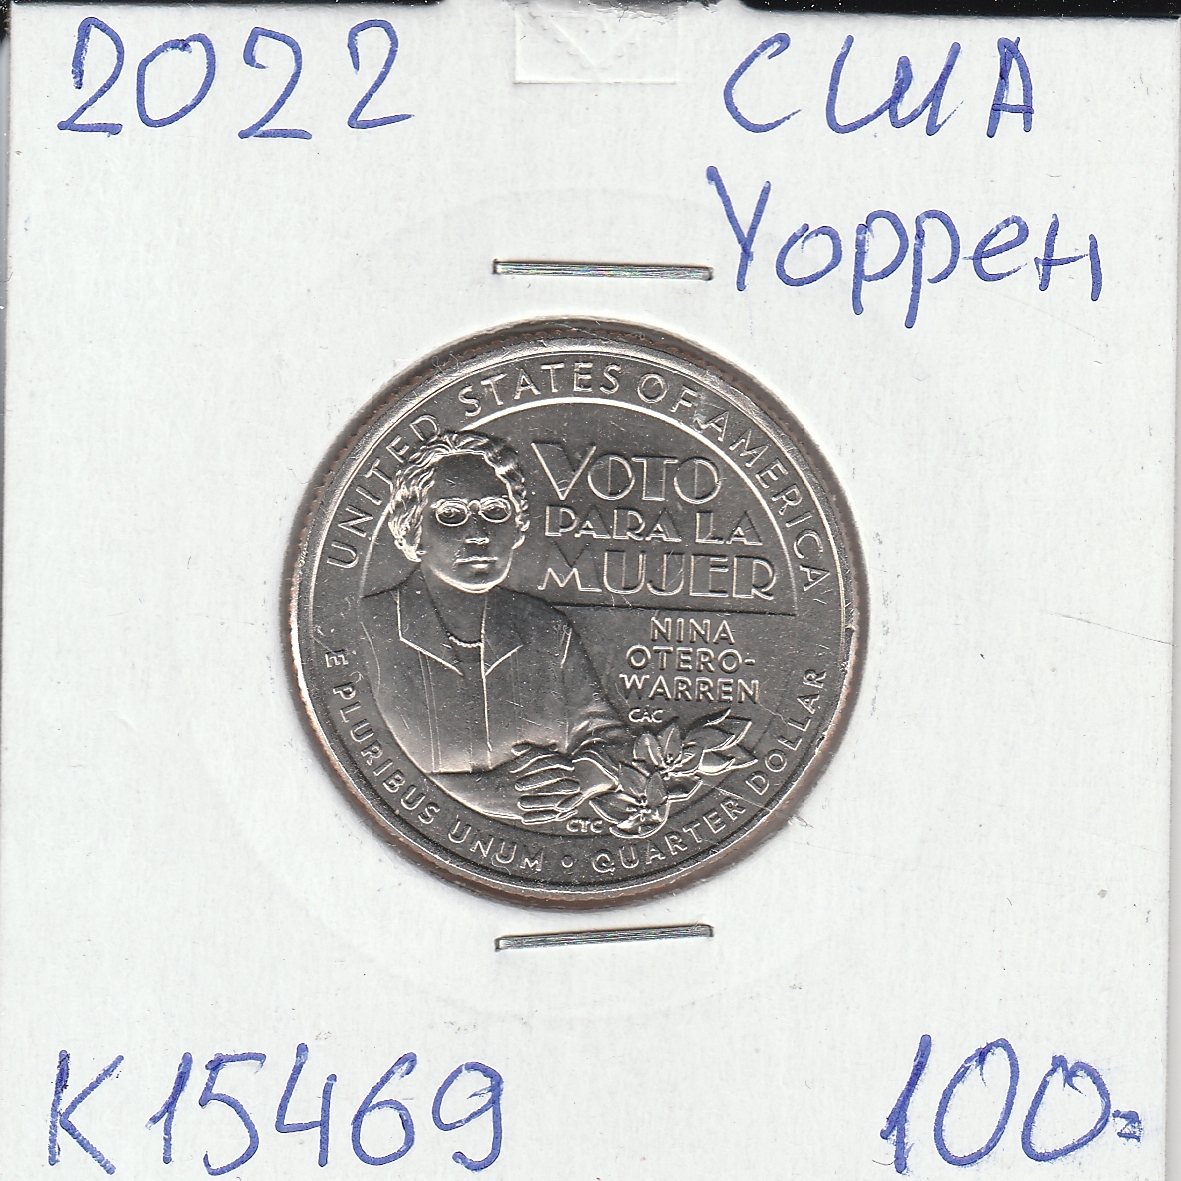 2022 США
Уоррен
UNITED STATES OF AMERICA
VOTO
PARA LA
MUJER
NINA
OTERO-
WARREN
CAC
CTC
E PLURIBUS UNUM • QUARTER DOLLAR
К15469 100-